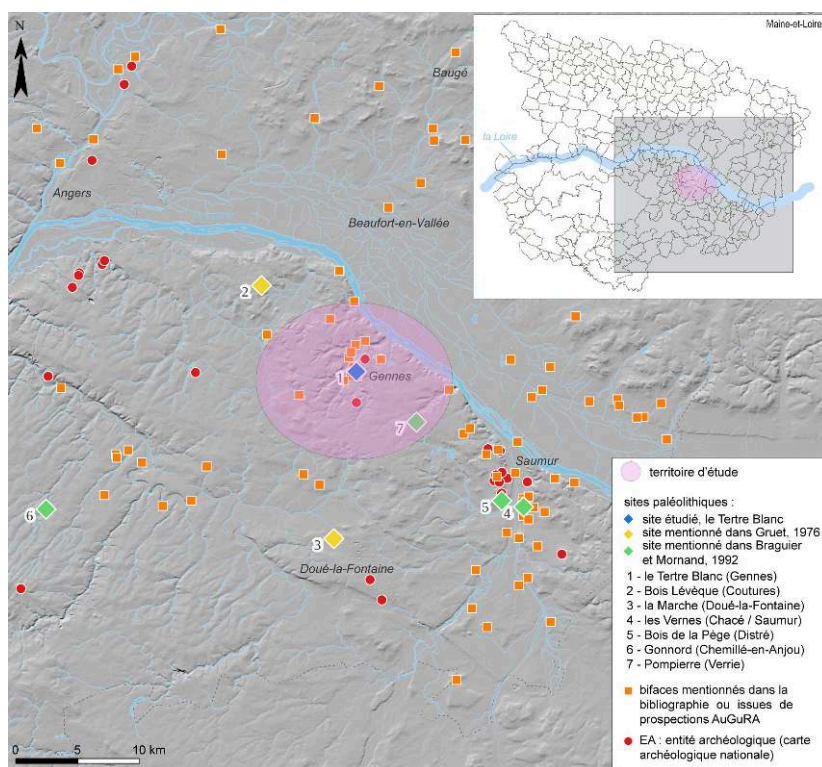 N
Maine-et-Loire
la Loire
Baugé
Angers
Beaufort-en-Vallée
2
1
Gennes
7
Saumur
5
4
6
3
Doué-la-Fontaine
territoire d'étude
sites paléolithiques :
site étudié, le Tertre Blanc
site mentionné dans Gruet, 1976
site mentionné dans Braguier
et Mornand, 1992
1 - le Tertre Blanc (Gennes)
2 - Bois Lévèque (Coutures)
3 - la Marche (Doué-la-Fontaine)
4 - les Vernes (Chacé / Saumur)
5 - Bois de la Pège (Distré)
6 - Gonnord (Chemillé-en-Anjou)
7 - Pompierre (Verrie)
bifaces mentionnés dans la
bibliographie ou issues de
prospections AuGuRA
EA : entité archéologique (carte
archéologique nationale)
0 5 10 km